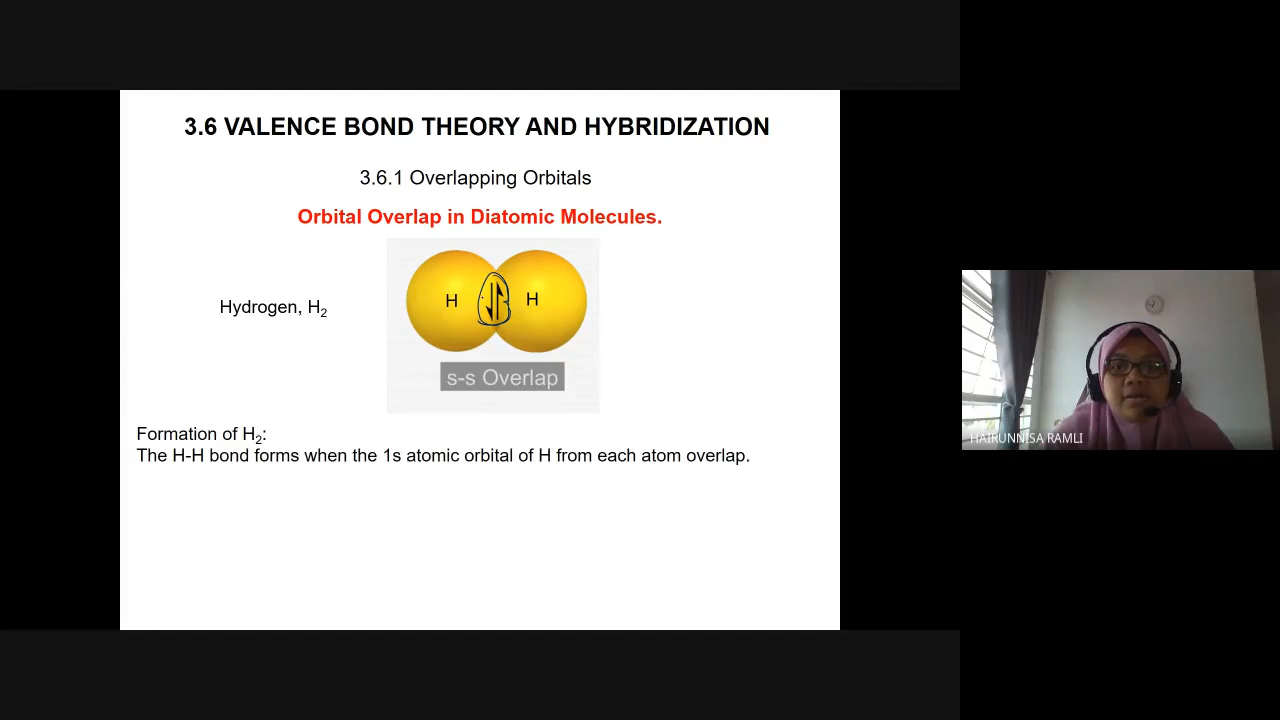 3.6 VALENCE BOND THEORY AND HYBRIDIZATION
3.6.1 Overlapping Orbitals
Orbital Overlap in Diatomic Molecules.
H H
Hydrogen, H₂
s-s Overlap
Formation of H₂:
The H-H bond forms when the 1s atomic orbital of H from each atom overlap.
HAIRUNNISA RAMLI